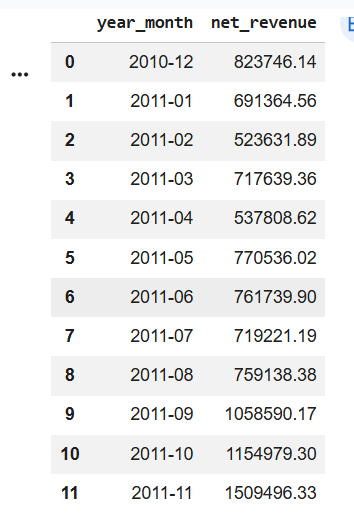 year_month net_revenue
0 2010-12 823746.14
... 
1 2011-01 691364.56
2 2011-02 523631.89
3 2011-03 717639.36
4 2011-04 537808.62
5 2011-05 770536.02
6 2011-06 761739.90
7 2011-07 719221.19
8 2011-08 759138.38
9 2011-09 1058590.17
10 2011-10 1154979.30
11 2011-11 1509496.33